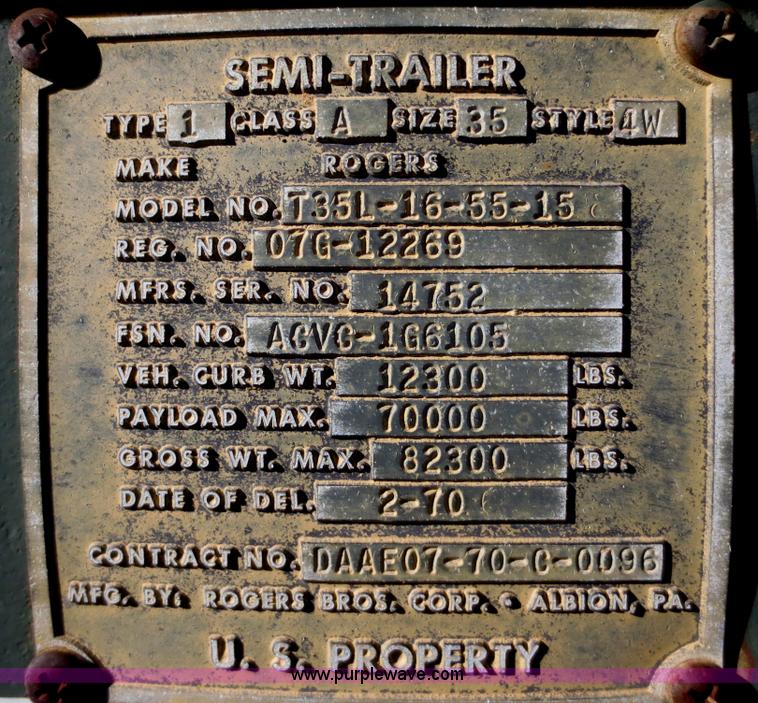 SEMI-TRAILER
TYPE 1 CLASS A SIZE 35 STYLE 4W
MAKE ROGERS
MODEL NO. T35L-16-55-15
REG. NO. 07G-12269
MFRS. SER. NO. 14752
FSN. NO. ACVC-1G6105
VEH. CURB WT. 12300 LBS.
PAYLOAD MAX. 70000 LBS.
GROSS WT. MAX. 82300 LBS.
DATE OF DEL. 2-70
CONTRACT NO. DAAE07-70-C-0096
MFG. BY: ROGERS BROS. CORP. • ALBION, PA.
U. S. PROPERTY
www.purplewave.com